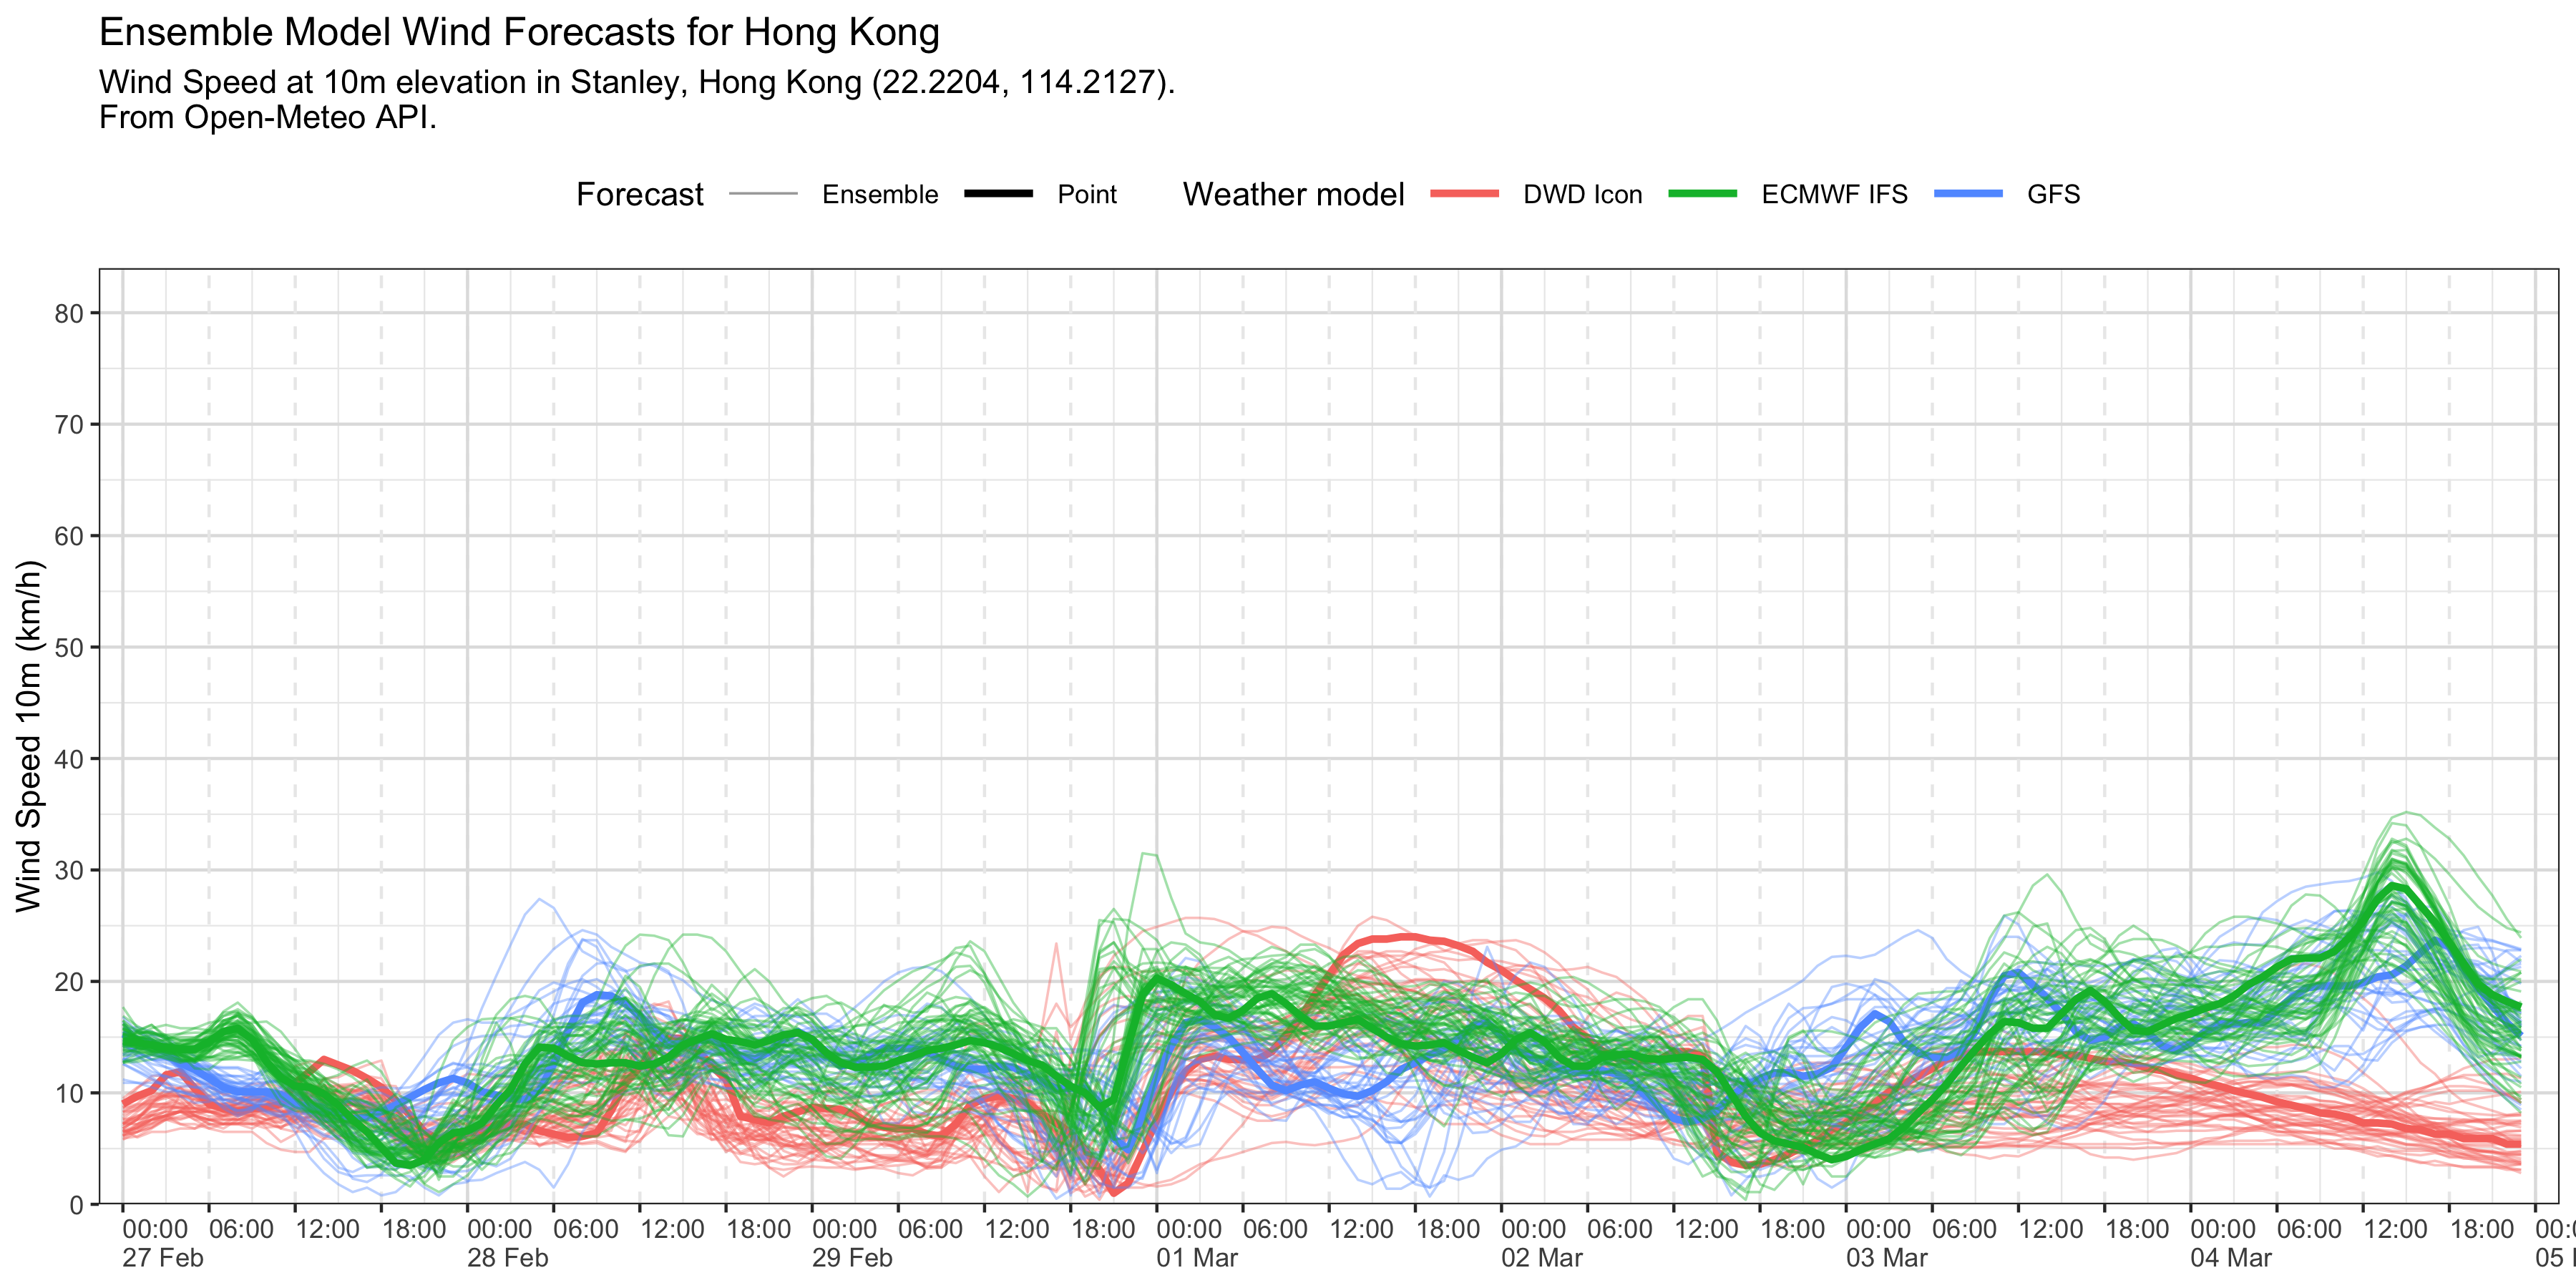 Ensemble Model Wind Forecasts for Hong Kong
Wind Speed at 10m elevation in Stanley, Hong Kong (22.2204, 114.2127).
From Open-Meteo API.
Forecast Ensemble Point Weather model DWD Icon ECMWF IFS GFS
Wind Speed 10m (km/h)
80
70
60
50
40
30
20
10
0
00:00 06:00 12:00 18:00 00:00 06:00 12:00 18:00 00:00 06:00 12:00 18:00 00:00 06:00 12:00 18:00 00:00 06:00 12:00 18:00 00:00 06:00 12:00 18:00 00:00 06:00 12:00 18:00
27 Feb 28 Feb 29 Feb 01 Mar 02 Mar 03 Mar 04 Mar 05